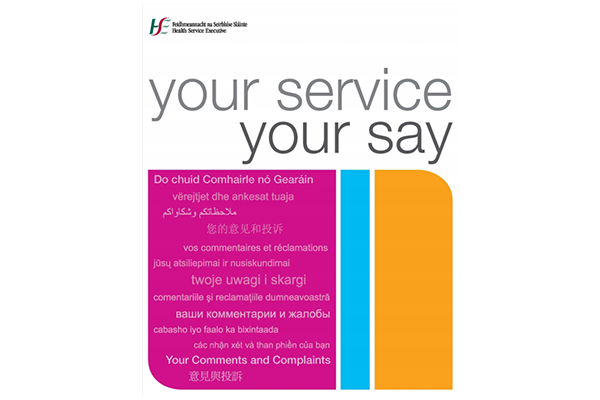 Feidhmeannacht na Seirbhíse Sláinte
Health Service Executive
your service
your say
Do chuid Comhairle nó Gearáin
vërejtjet dhe ankesat tuaja
ملاحظاتكم وشكاواكم
您的意见和投诉
vos commentaires et réclamations
jūsų atsiliepimai ir nusiskundimai
twoje uwagi i skargi
comentariile şi reclamaţiile dumneavoastră
ваши комментарии и жалобы
cabasho iyo faalo ka bixintaada
các nhận xét và than phiền của bạn
Your Comments and Complaints
意見與投訴